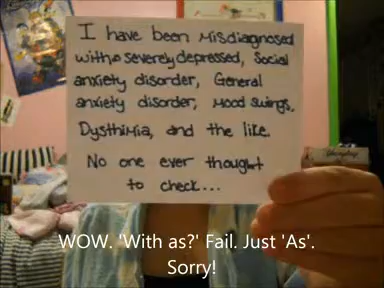 I have been misdiagnosed
with severely depressed, Social
anxiety disorder, General
anxiety disorder, Mood swings,
Dysthimia, and the like.
No one ever thought
to check...
WOW. 'With as?' Fail. Just 'As'.
Sorry!